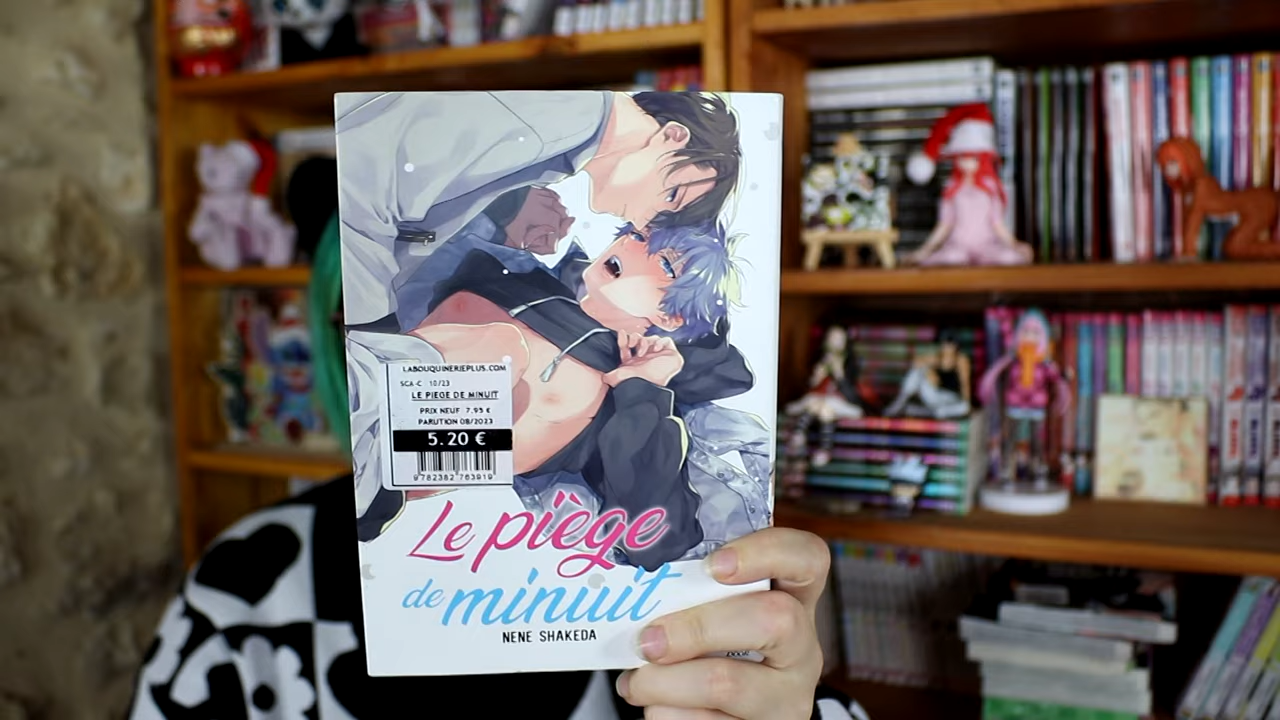 LABOUQUINERIEPLUS.COM
SCA-C 10/23
LE PIEGE DE MINUIT
PRIX NEUF 7.95 €
PARUTION 08/2023
5.20 €
9782382763919
Le piège
de minuit
NENE SHAKEDA